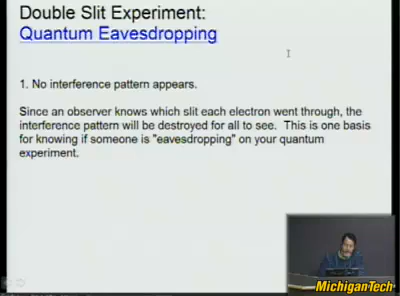 Double Slit Experiment:
Quantum Eavesdropping
1. No interference pattern appears.
Since an observer knows which slit each electron went through, the
interference pattern will be destroyed for all to see.  This is one basis
for knowing if someone is "eavesdropping" on your quantum
experiment.
MichiganTech